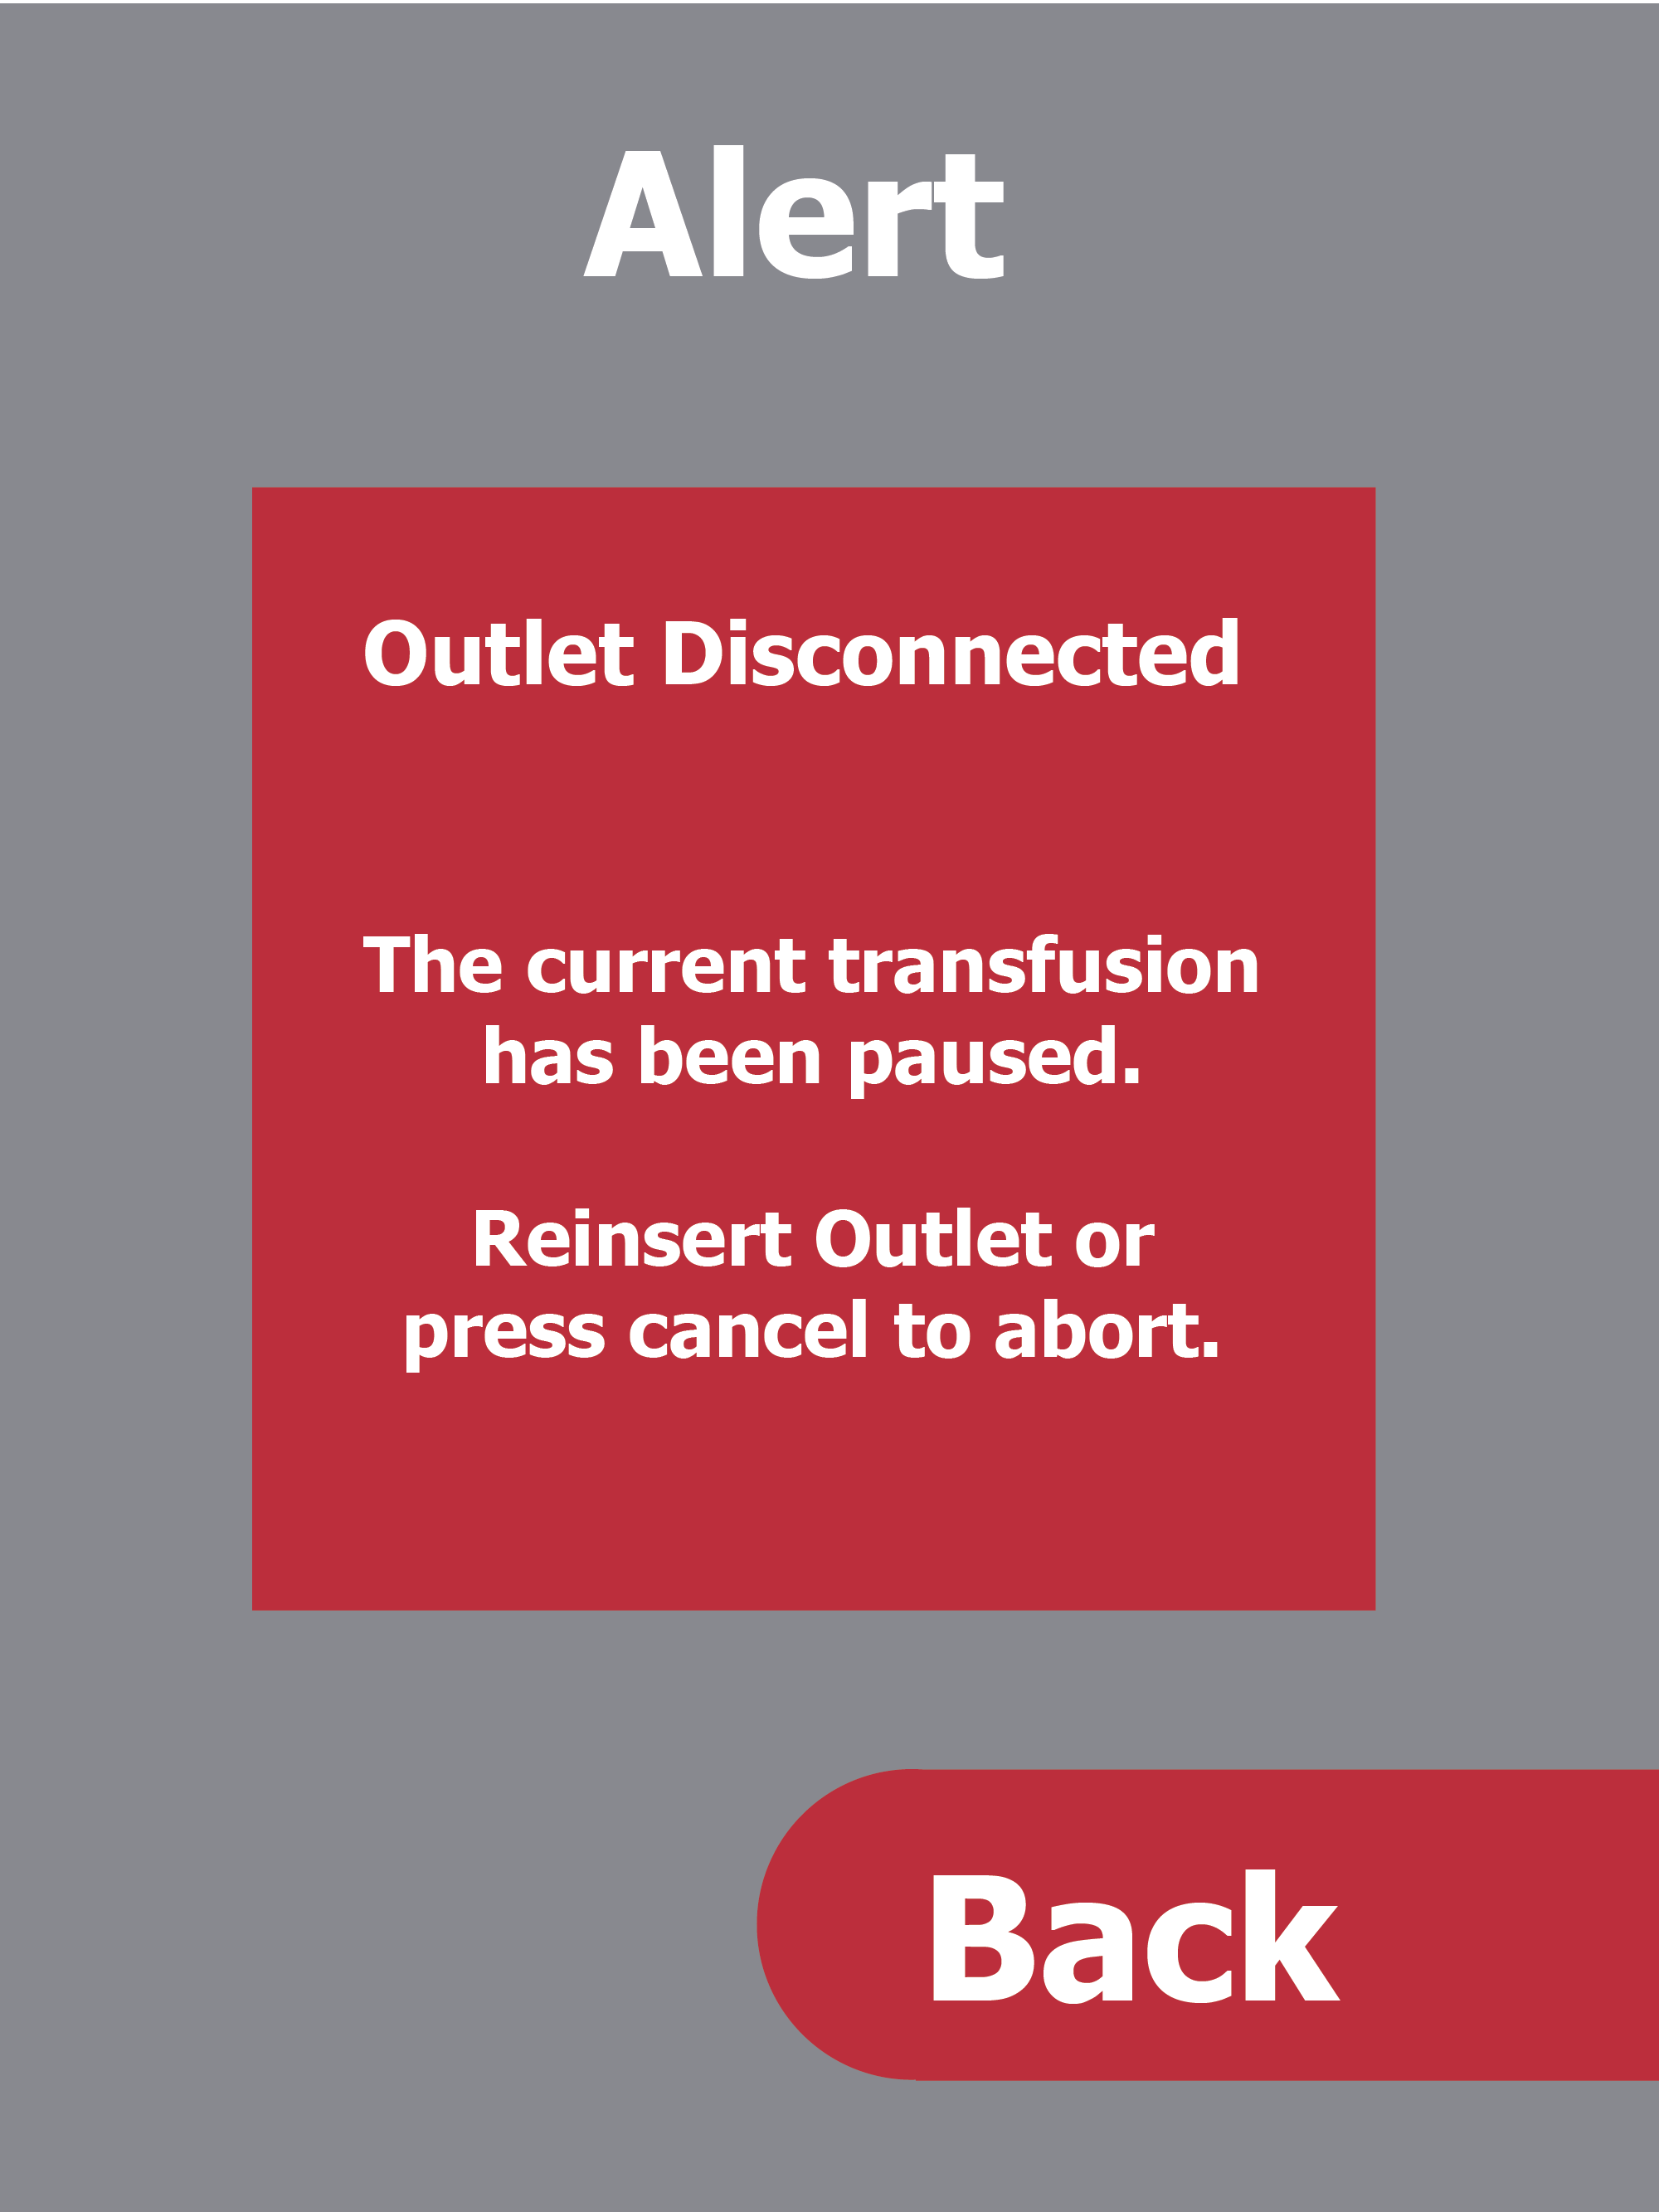 Alert
Outlet Disconnected
The current transfusion
has been paused.
Reinsert Outlet or
press cancel to abort.
Back